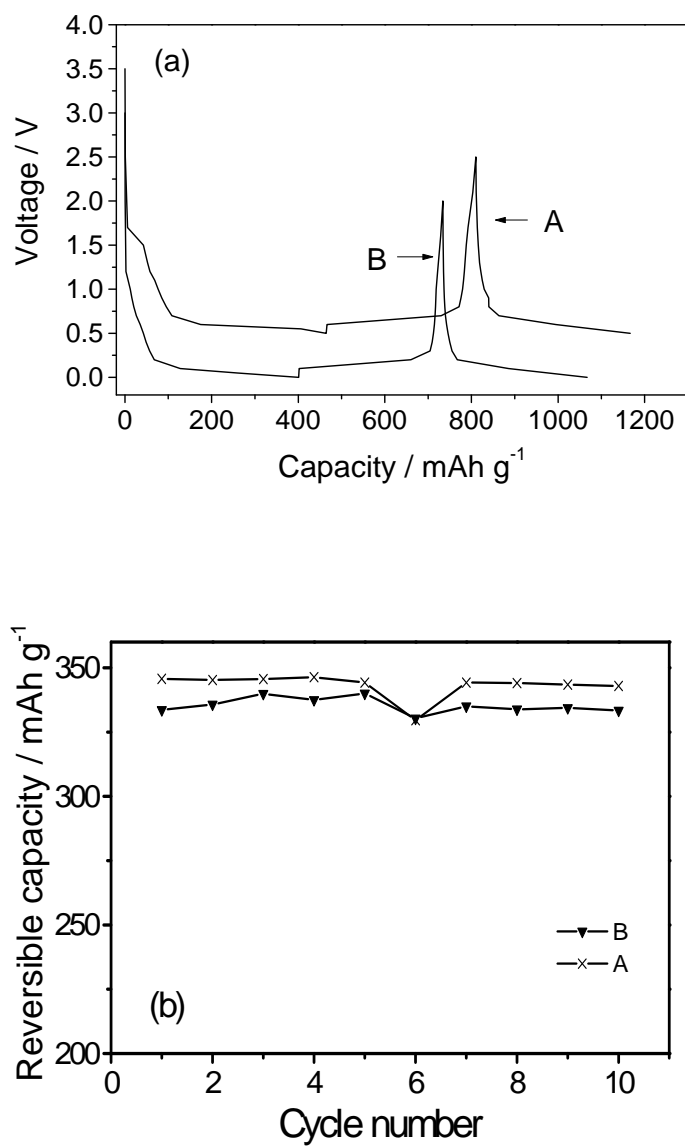 (a)
4.0
3.5
3.0
2.5
2.0
1.5
1.0
0.5
0.0
Voltage / V
A
B
0 200 400 600 800 1000 1200
Capacity / mAh g-1
350
300
250
200
Reversible capacity / mAh g-1
B
A
(b)
0 2 4 6 8 10
Cycle number